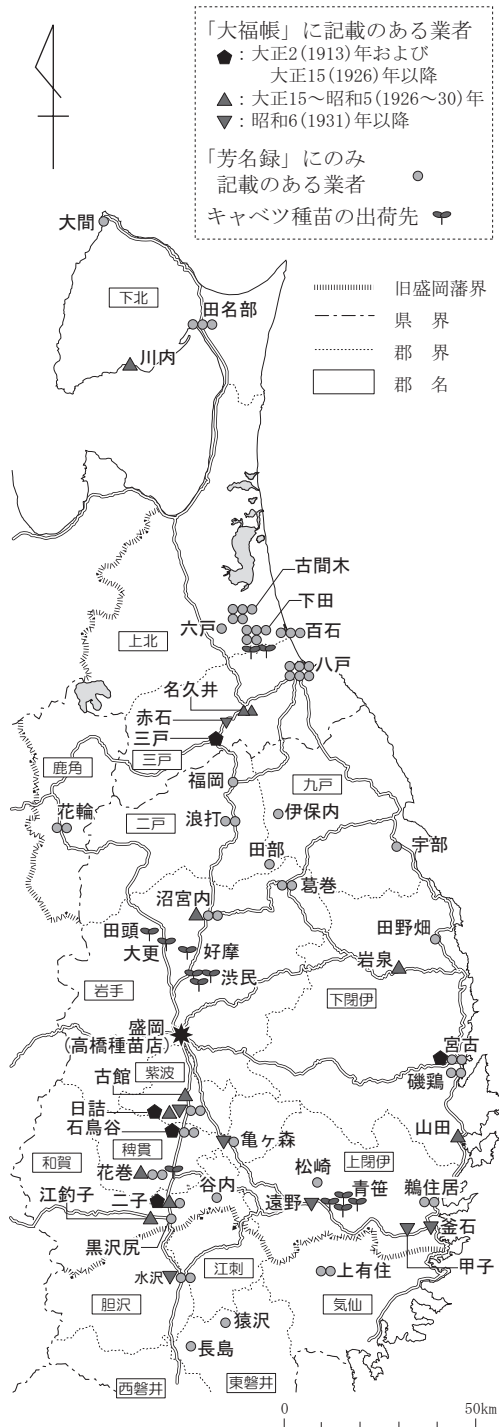 「大福帳」に記載のある業者
：大正2(1913)年および
大正15(1926)年以降
：大正15～昭和5(1926～30)年
：昭和6(1931)年以降
「芳名録」にのみ
記載のある業者
キャベツ種苗の出荷先
旧盛岡藩界
県　界
郡　界
郡　名
大間
下北
田名部
川内
古間木
下田
六戸
百石
上北
八戸
名久井
赤石
三戸
三戸
鹿角
福岡
九戸
花輪
二戸
浪打
伊保内
田部
宇部
沼宮内
葛巻
田頭
大更
好摩
田野畑
岩泉
渋民
岩手
下閉伊
盛岡
(高橋種苗店)
宮古
磯鶏
紫波
古館
日詰
石鳥谷
亀ヶ森
山田
稗貫
和賀
花巻
松崎
上閉伊
青笹
江釣子
二子
谷内
遠野
鵜住居
釜石
黒沢尻
甲子
水沢
江刺
上有住
胆沢
気仙
猿沢
長島
西磐井
東磐井
0
50km